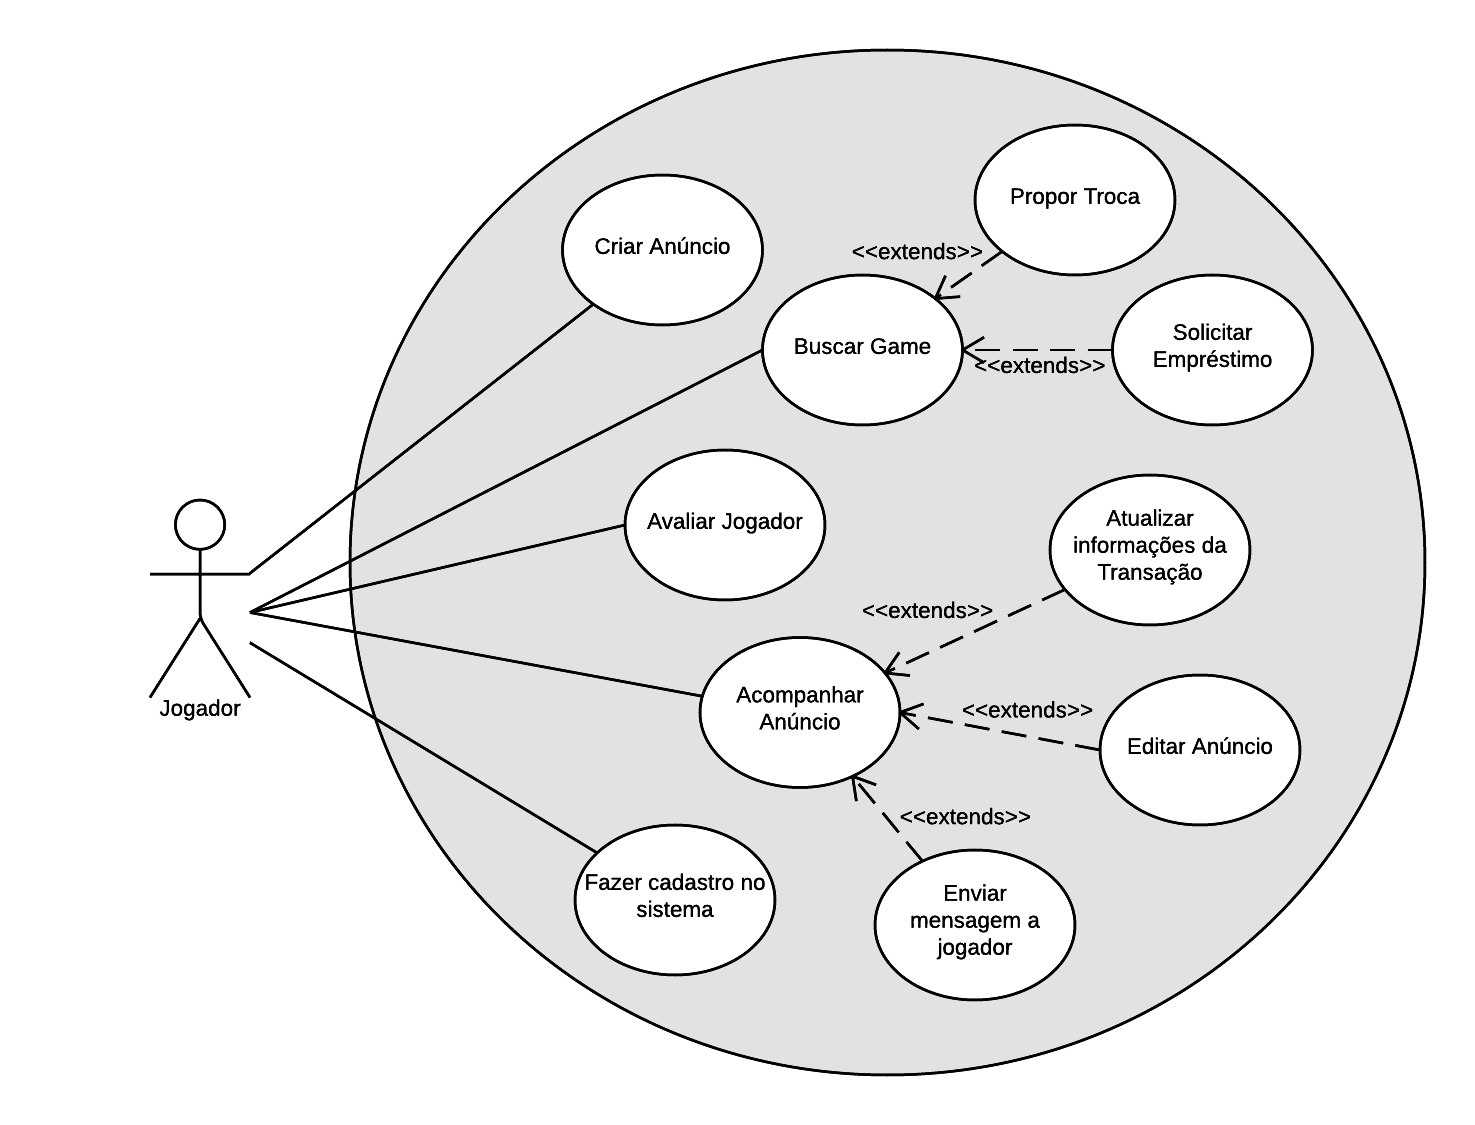 Propor Troca
Criar Anúncio
<<extends>>
Buscar Game
Solicitar
Empréstimo
<<extends>>
Avaliar Jogador
Atualizar
informações da
Transação
<<extends>>
Jogador
Acompanhar
Anúncio
<<extends>>
Editar Anúncio
<<extends>>
Fazer cadastro no
sistema
Enviar
mensagem a
jogador